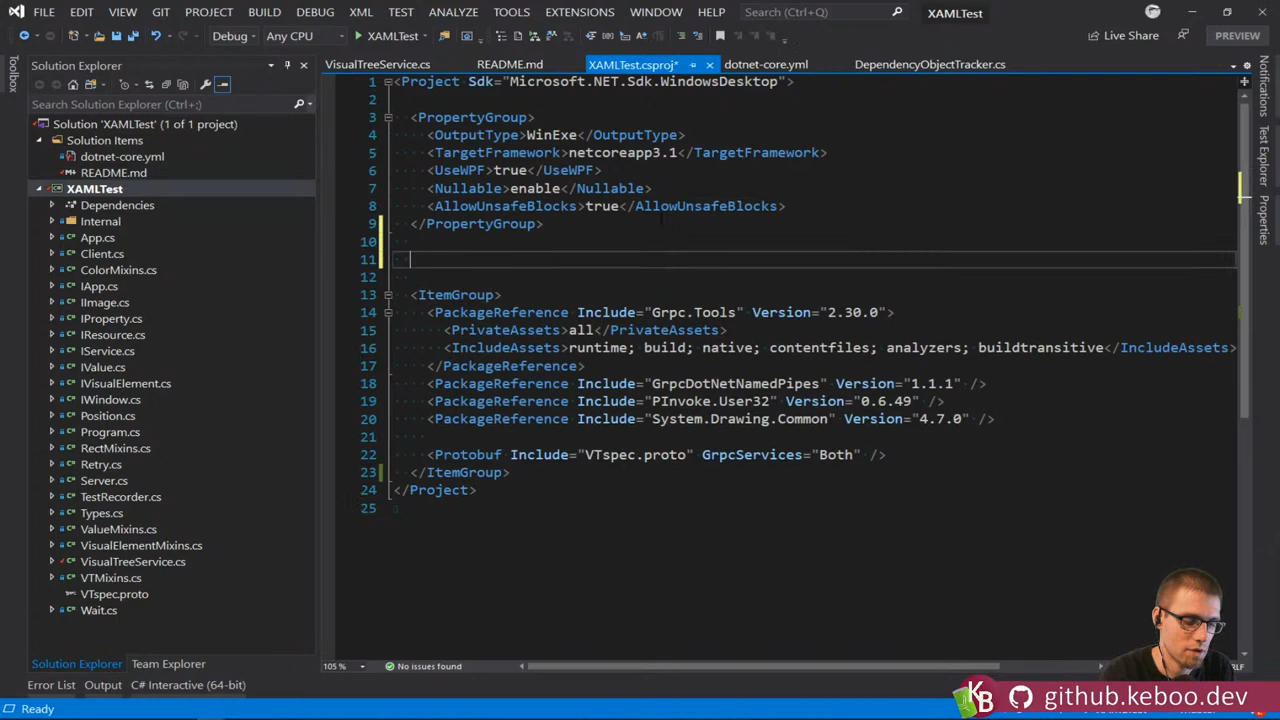 FILE EDIT VIEW GIT PROJECT BUILD DEBUG XML TEST ANALYZE TOOLS EXTENSIONS WINDOW HELP Search (Ctrl+Q) XAMLTest
Debug Any CPU XAMLTest Live Share PREVIEW
Toolbox
Solution Explorer
Search Solution Explorer (Ctrl+;)
Solution 'XAMLTest' (1 of 1 project)
Solution Items
dotnet-core.yml
README.md
XAMLTest
Dependencies
Internal
App.cs
Client.cs
ColorMixins.cs
IApp.cs
IImage.cs
IProperty.cs
IResource.cs
IService.cs
IValue.cs
IVisualElement.cs
IWindow.cs
Position.cs
Program.cs
RectMixins.cs
Retry.cs
Server.cs
TestRecorder.cs
Types.cs
ValueMixins.cs
VisualElementMixins.cs
VisualTreeService.cs
VTMixins.cs
VTspec.proto
Wait.cs
Solution Explorer Team Explorer
VisualTreeService.cs README.md XAMLTest.csproj* dotnet-core.yml DependencyObjectTracker.cs
1 <Project Sdk="Microsoft.NET.Sdk.WindowsDesktop">
2
3 <PropertyGroup>
4 <OutputType>WinExe</OutputType>
5 <TargetFramework>netcoreapp3.1</TargetFramework>
6 <UseWPF>true</UseWPF>
7 <Nullable>enable</Nullable>
8 <AllowUnsafeBlocks>true</AllowUnsafeBlocks>
9 </PropertyGroup>
10
11
12
13 <ItemGroup>
14 <PackageReference Include="Grpc.Tools" Version="2.30.0">
15 <PrivateAssets>all</PrivateAssets>
16 <IncludeAssets>runtime; build; native; contentfiles; analyzers; buildtransitive</IncludeAssets>
17 </PackageReference>
18 <PackageReference Include="GrpcDotNetNamedPipes" Version="1.1.1" />
19 <PackageReference Include="PInvoke.User32" Version="0.6.49" />
20 <PackageReference Include="System.Drawing.Common" Version="4.7.0" />
21
22 <Protobuf Include="VTspec.proto" GrpcServices="Both" />
23 </ItemGroup>
24 </Project>
25
105 % No issues found
Notifications
Test Explorer
Properties
Error List Output C# Interactive (64-bit)
Ready
KB github.keboo.dev